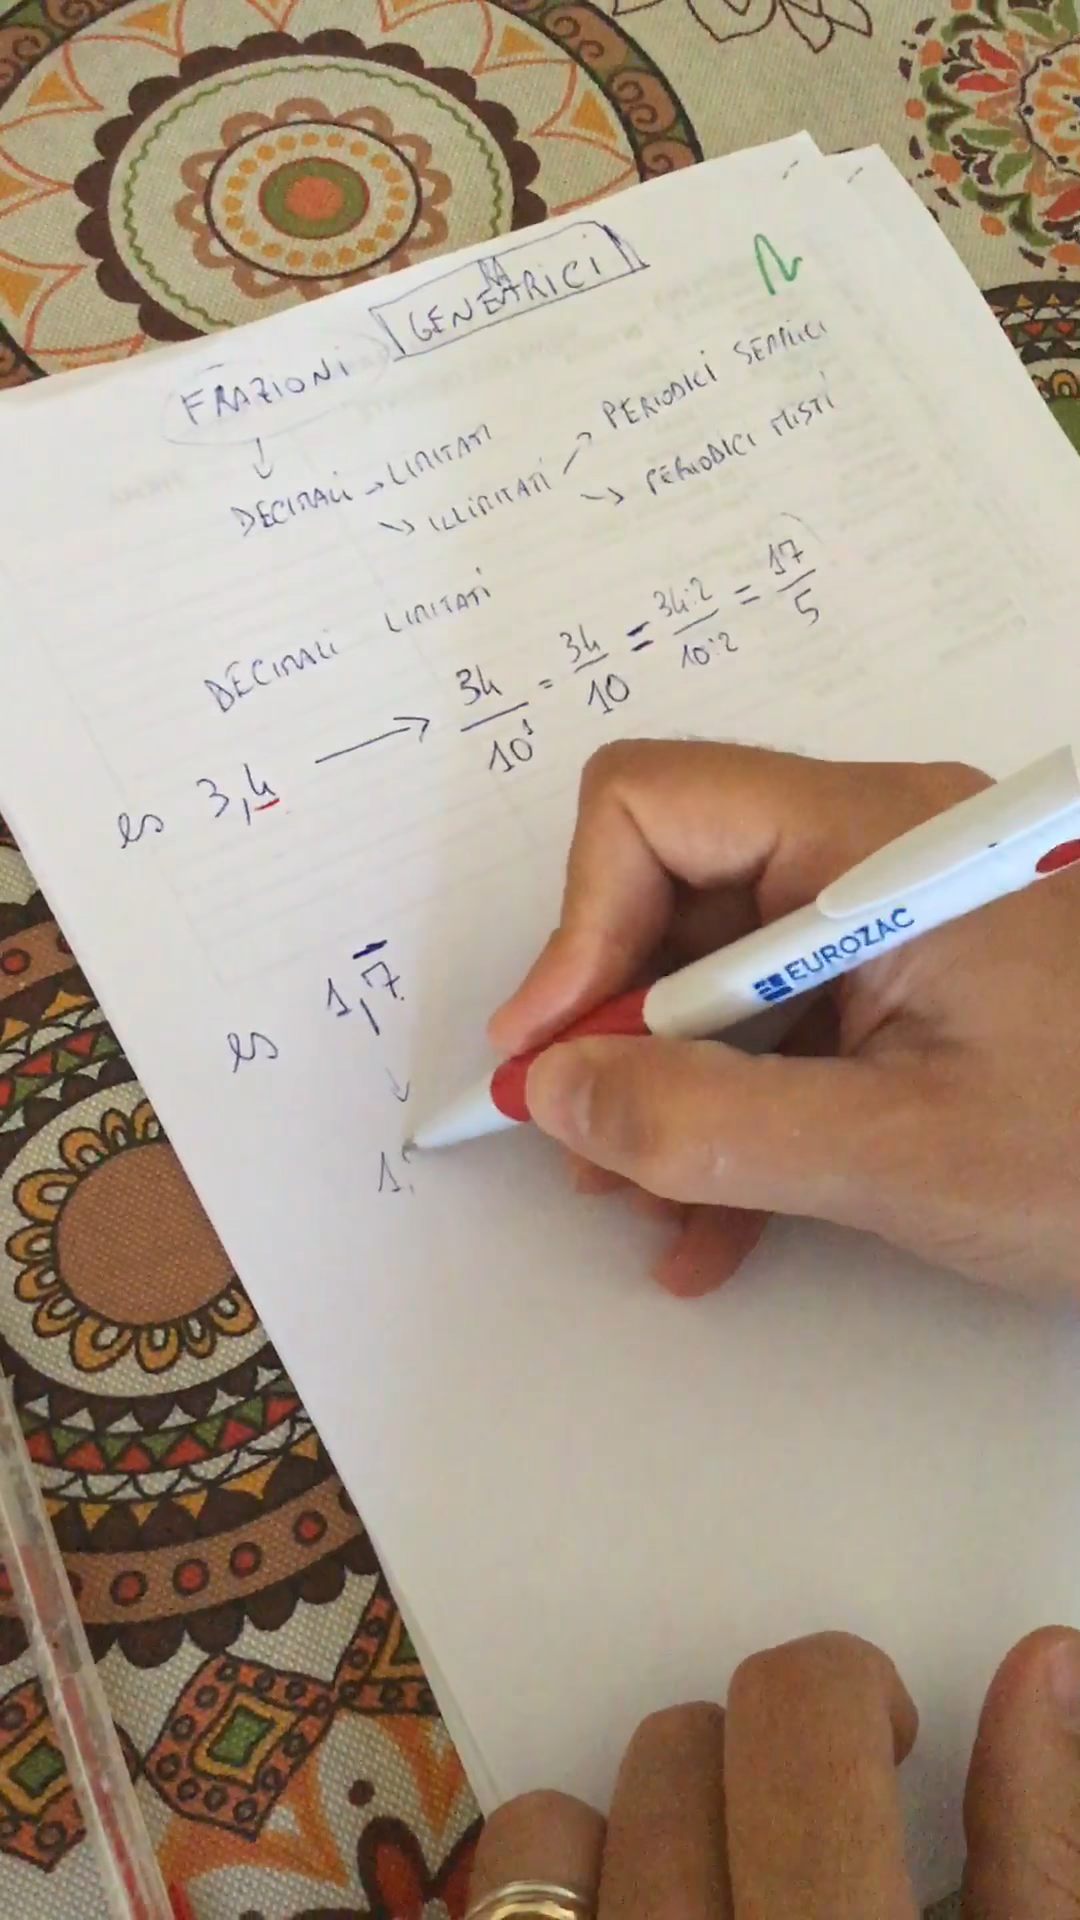 FRAZIONI GENERATRICI
DECIMALI → LIMITATI
→ ILLIMITATI → PERIODICI SEMPLICI
→ PERIODICI MISTI
DECIMALI LIMITATI
es 3,4 → 34/10¹ = 34/10 = 34:2/10:2 = 17/5
es 1,7̅
↓
1,
EUROZAC